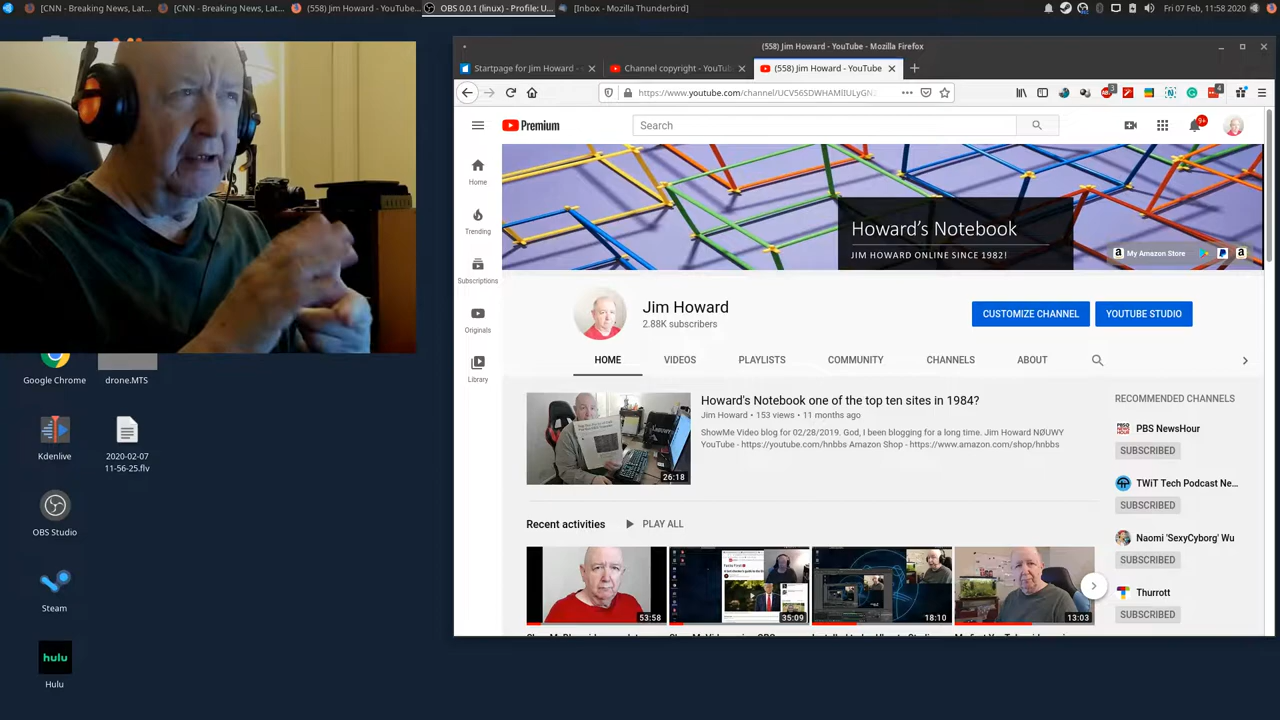 [CNN - Breaking News, Lat...
[CNN - Breaking News, Lat...
(558) Jim Howard - YouTube...
OBS 0.0.1 (linux) - Profile: U...
[Inbox - Mozilla Thunderbird]
Fri 07 Feb, 11:58 2020
(558) Jim Howard - YouTube - Mozilla Firefox
Startpage for Jim Howard -
Channel copyright - YouTu
(558) Jim Howard - YouTube
3
4
Premium
Search
9+
Home
Trending
Subscriptions
Originals
Library
Howard's Notebook
JIM HOWARD ONLINE SINCE 1982!
My Amazon Store
Jim Howard
2.88K subscribers
CUSTOMIZE CHANNEL
YOUTUBE STUDIO
HOME
VIDEOS
PLAYLISTS
COMMUNITY
CHANNELS
ABOUT
Howard's Notebook one of the top ten sites in 1984?
Jim Howard • 153 views • 11 months ago
ShowMe Video blog for 02/28/2019. God, I been blogging for a long time. Jim Howard NØUWY
YouTube - https://youtube.com/hnbbs Amazon Shop - https://www.amazon.com/shop/hnbbs
26:18
RECOMMENDED CHANNELS
PBS NewsHour
SUBSCRIBED
TWiT Tech Podcast Ne...
SUBSCRIBED
Naomi 'SexyCyborg' Wu
SUBSCRIBED
Thurrott
SUBSCRIBED
Recent activities
PLAY ALL
53:58
35:09
18:10
13:03
Google Chrome
drone.MTS
Kdenlive
2020-02-07
11-56-25.flv
OBS Studio
Steam
hulu
Hulu